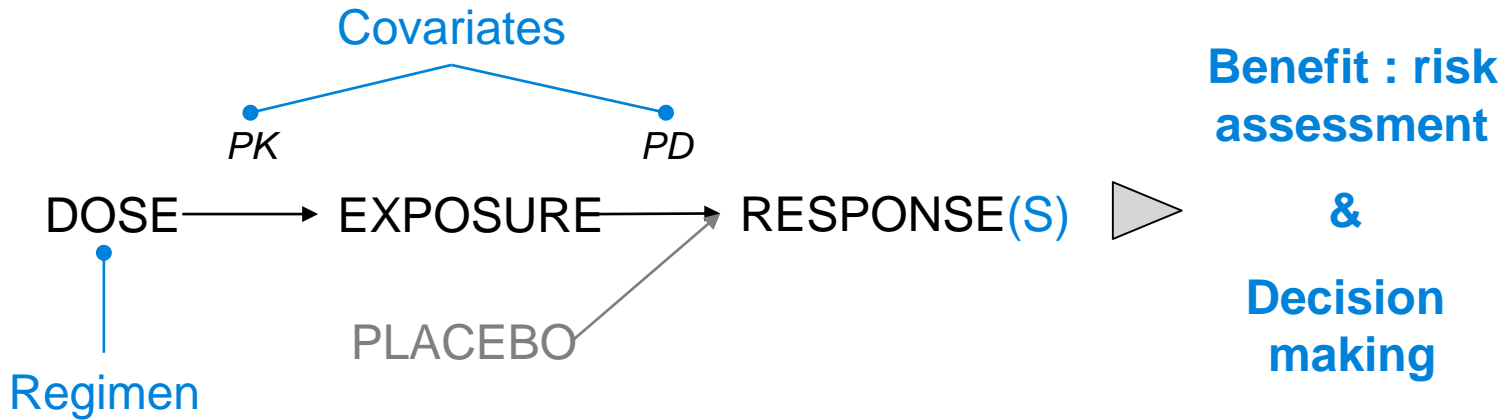 Covariates
PK PD
DOSE EXPOSURE RESPONSE(S)
PLACEBO
Regimen
Benefit : risk
assessment
&
Decision
making